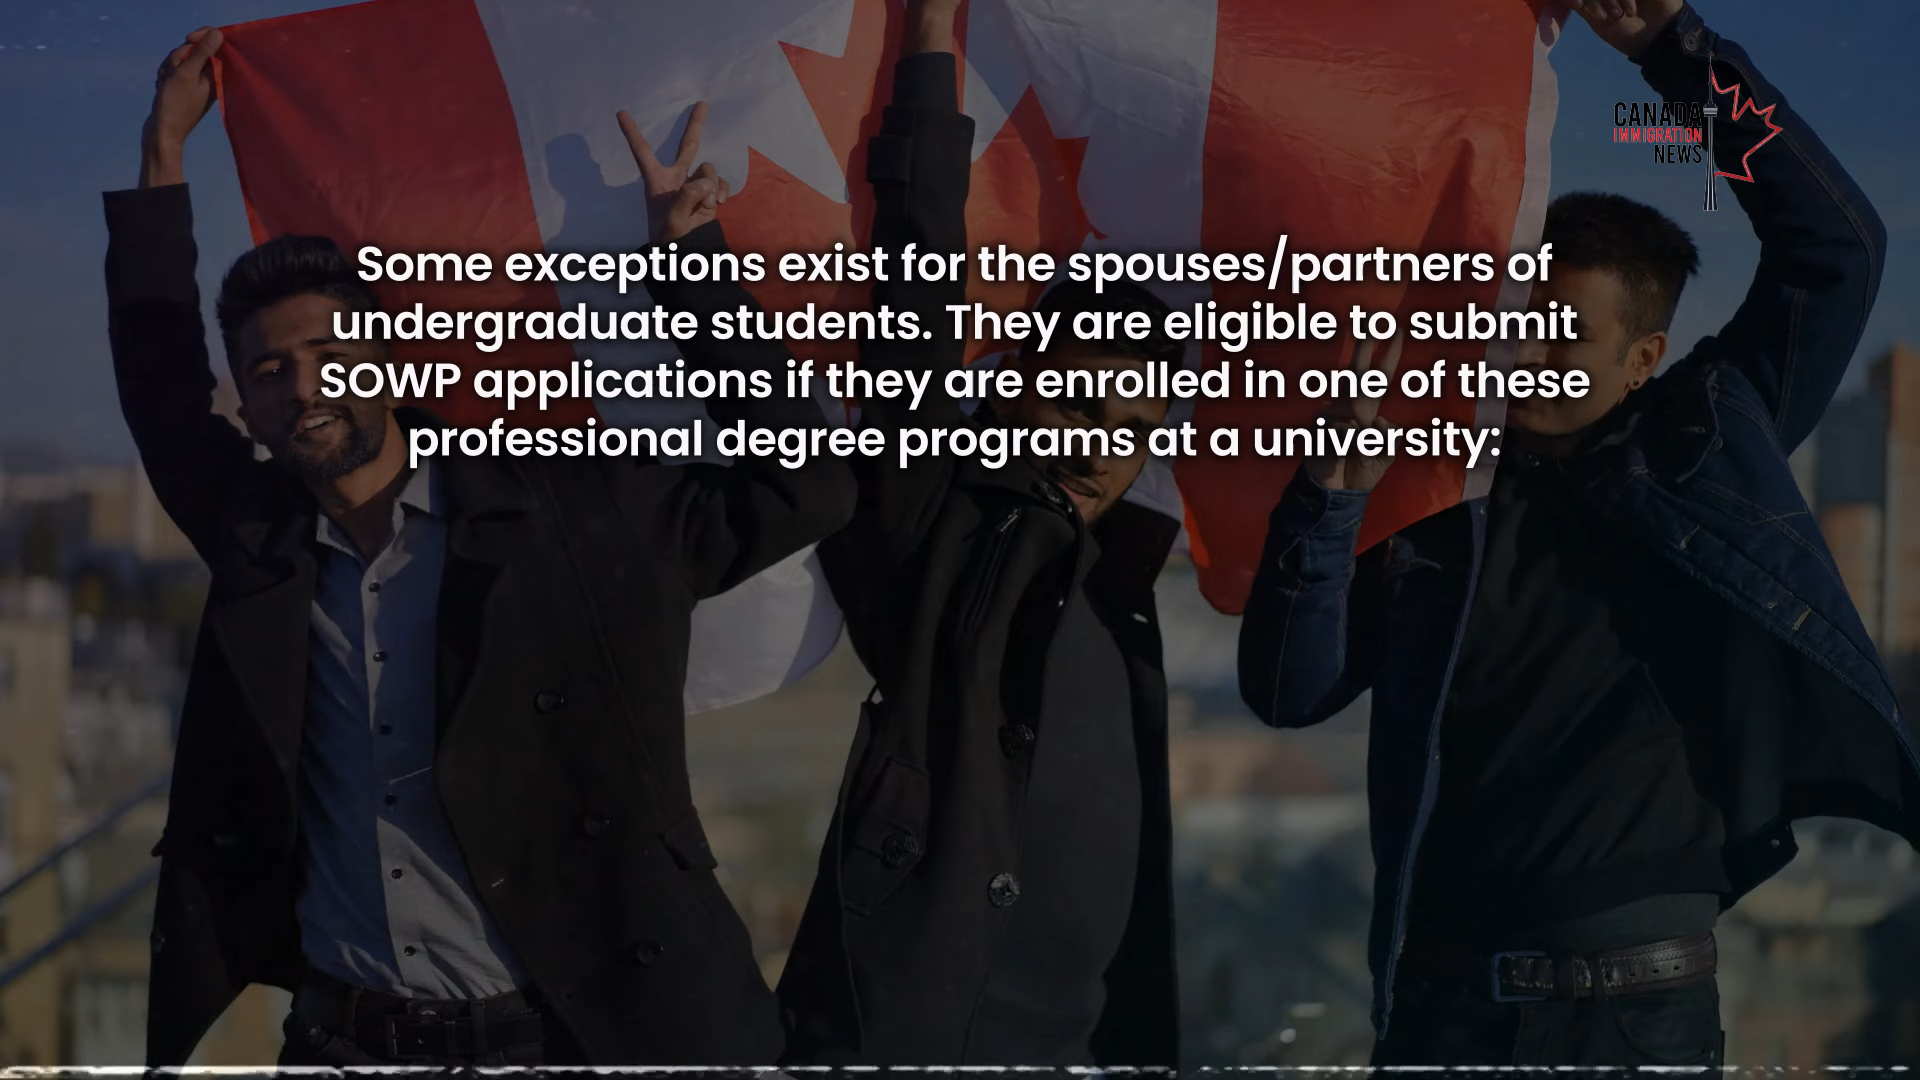 CANADA
IMMIGRATION
NEWS
Some exceptions exist for the spouses/partners of
undergraduate students. They are eligible to submit
SOWP applications if they are enrolled in one of these
professional degree programs at a university: